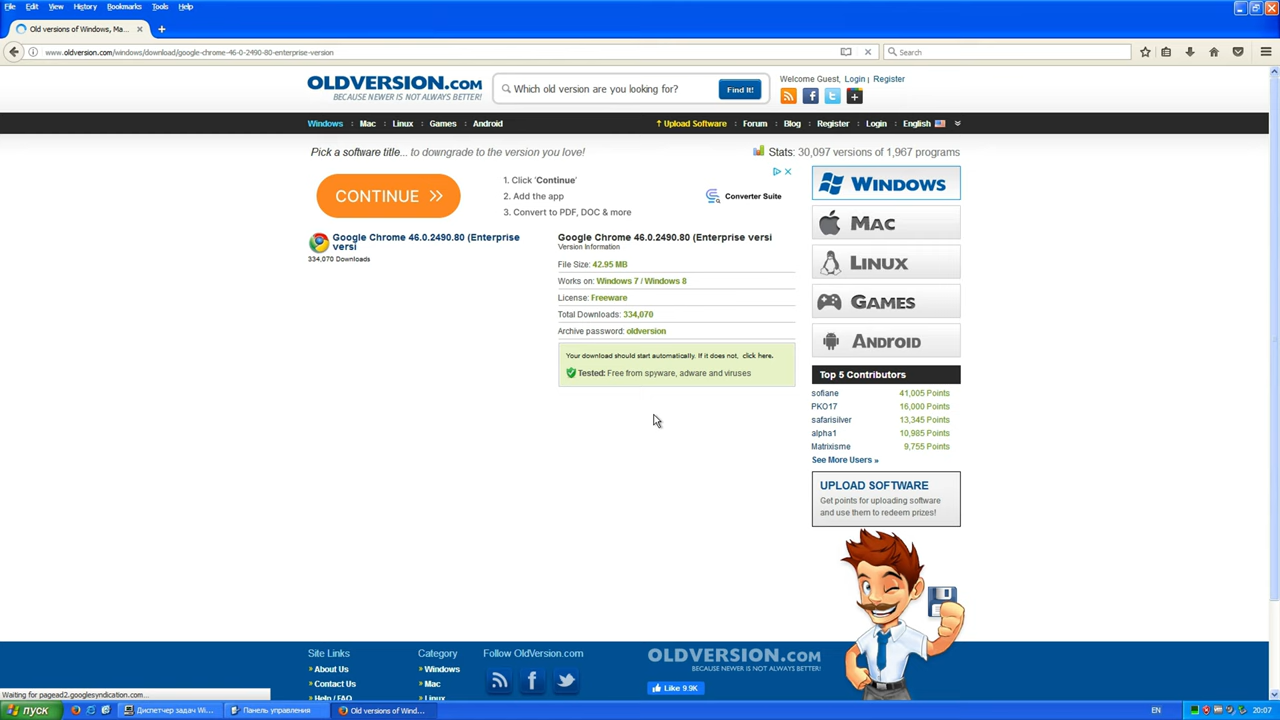 File Edit View History Bookmarks Tools Help
Old versions of Windows, Ma...
www.oldversion.com/windows/download/google-chrome-46-0-2490-80-enterprise-version
Search
OLDVERSION.COM
BECAUSE NEWER IS NOT ALWAYS BETTER!
Which old version are you looking for?
Find It!
Welcome Guest, Login | Register
Windows : Mac : Linux : Games : Android
↑ Upload Software : Forum : Blog : Register : Login : English
Pick a software title... to downgrade to the version you love!
Stats: 30,097 versions of 1,967 programs
CONTINUE >>
1. Click 'Continue'
2. Add the app
3. Convert to PDF, DOC & more
Converter Suite
Google Chrome 46.0.2490.80 (Enterprise
versi
334,070 Downloads
Google Chrome 46.0.2490.80 (Enterprise versi
Version Information
File Size: 42.95 MB
Works on: Windows 7 / Windows 8
License: Freeware
Total Downloads: 334,070
Archive password: oldversion
Your download should start automatically. If it does not, click here.
Tested: Free from spyware, adware and viruses
WINDOWS
MAC
LINUX
GAMES
ANDROID
Top 5 Contributors
sofiane 41,005 Points
PKO17 16,000 Points
safarisilver 13,345 Points
alpha1 10,985 Points
Matrixisme 9,755 Points
See More Users »
UPLOAD SOFTWARE
Get points for uploading software
and use them to redeem prizes!
Site Links
About Us
Contact Us
Help / FAQ
Category
Windows
Mac
Linux
Follow OldVersion.com
OLDVERSION.COM
BECAUSE NEWER IS NOT ALWAYS BETTER!
Like 9.9K
Waiting for pagead2.googlesyndication.com...
пуск
Диспетчер задач Wi...
Панель управления
Old versions of Wind...
EN
20:07